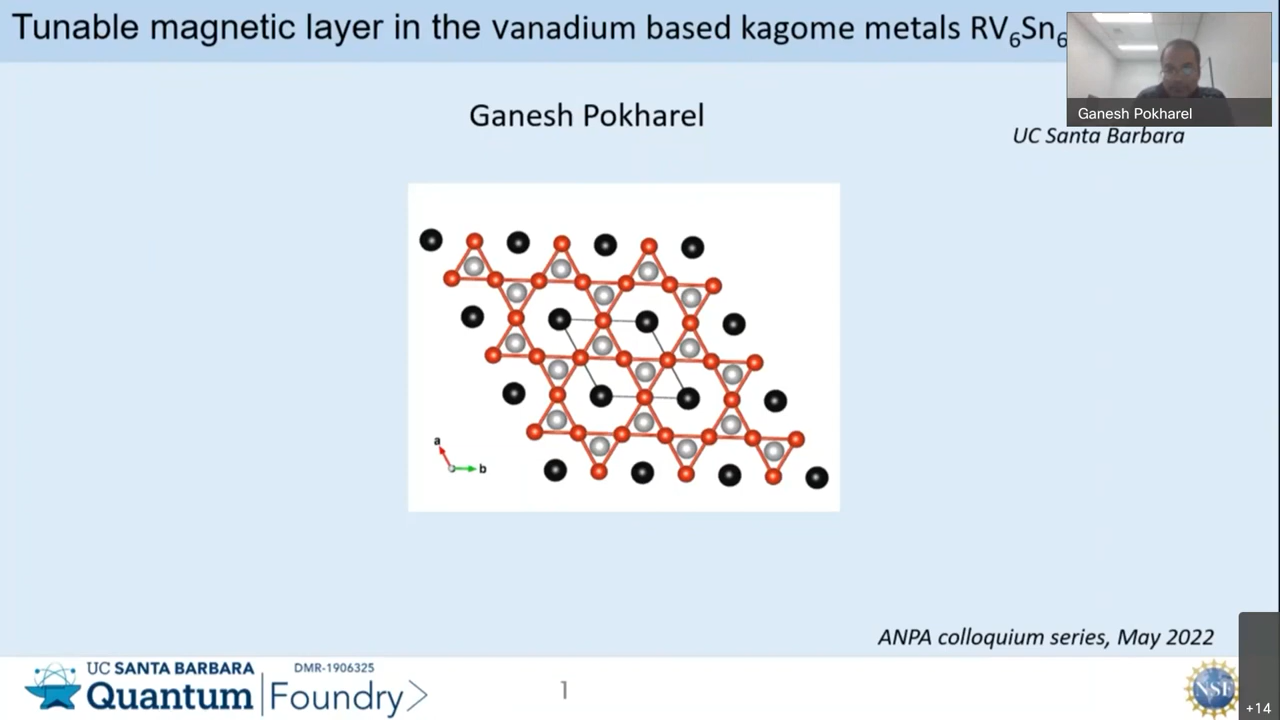 Tunable magnetic layer in the vanadium based kagome metals RV₆Sn₆
Ganesh Pokharel
Ganesh Pokharel
UC Santa Barbara
a
b
ANPA colloquium series, May 2022
UC SANTA BARBARA
DMR-1906325
Quantum Foundry
1
NSF
+14